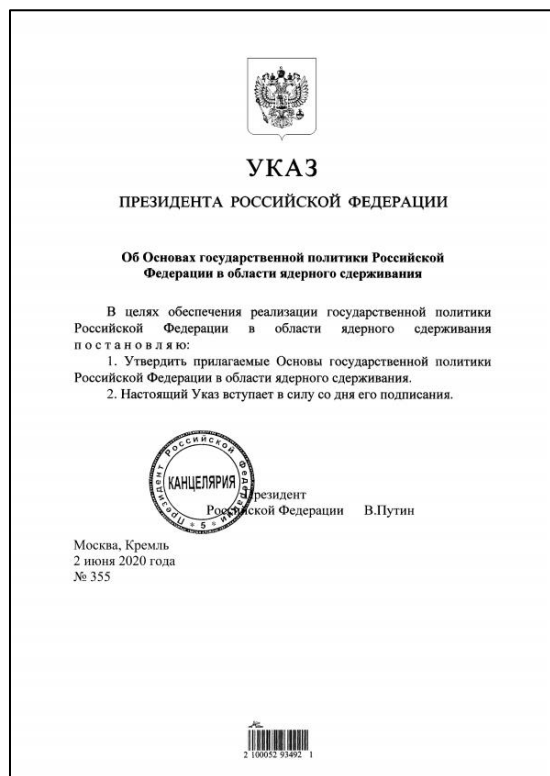 УКАЗ
ПРЕЗИДЕНТА РОССИЙСКОЙ ФЕДЕРАЦИИ
Об Основах государственной политики Российской
Федерации в области ядерного сдерживания
В целях обеспечения реализации государственной политики
Российской Федерации в области ядерного сдерживания
п о с т а н о в л я ю:
1. Утвердить прилагаемые Основы государственной политики
Российской Федерации в области ядерного сдерживания.
2. Настоящий Указ вступает в силу со дня его подписания.
Президент Российской Федерации * 5 *
КАНЦЕЛЯРИЯ
Президент
Российской Федерации В.Путин
Москва, Кремль
2 июня 2020 года
№ 355
2 100052 93492 1